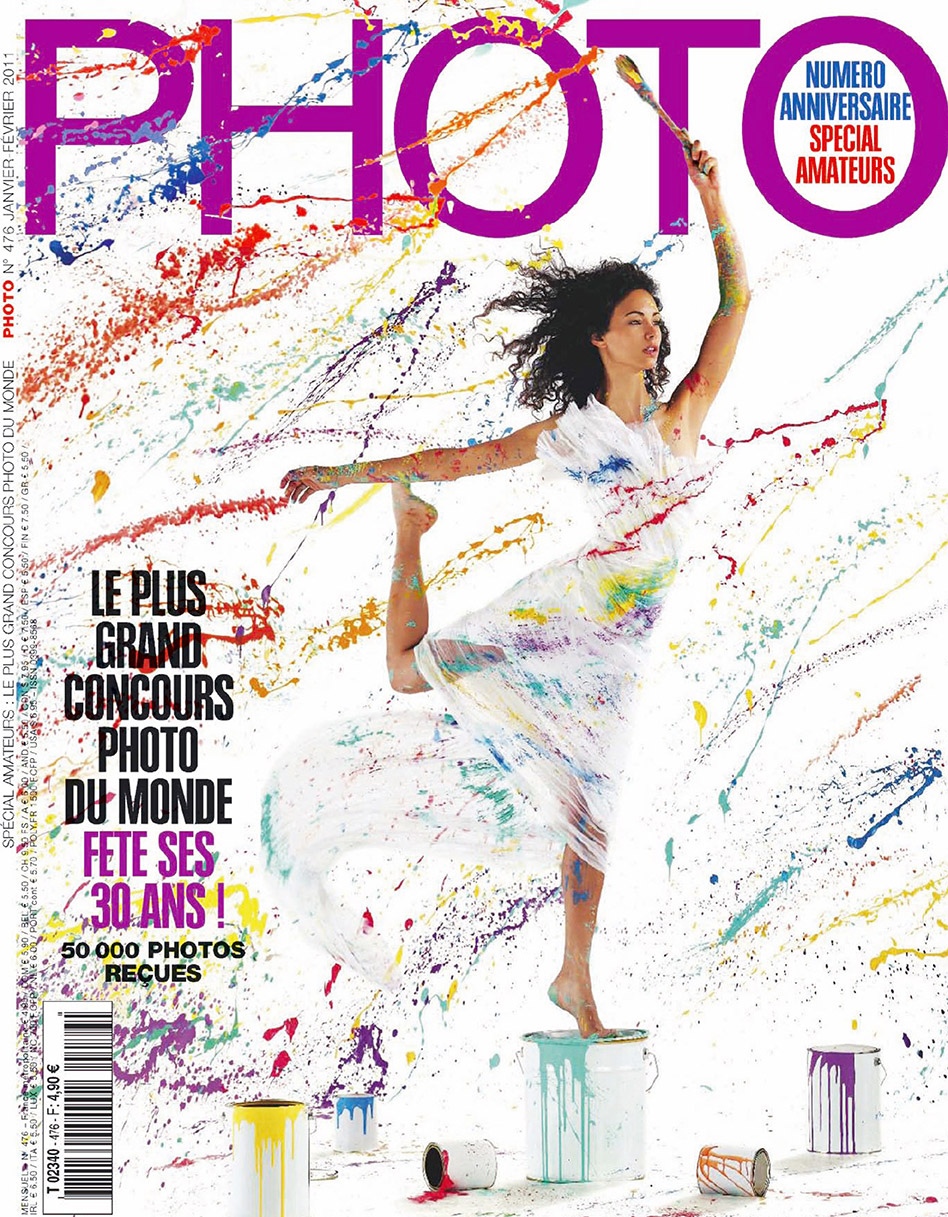 PHOTO
NUMERO
ANNIVERSAIRE
SPECIAL
AMATEURS
SPÉCIAL AMATEURS : LE PLUS GRAND CONCOURS PHOTO DU MONDE PHOTO N° 476 JANVIER-FÉVRIER 2011
LE PLUS
GRAND
CONCOURS
PHOTO
DU MONDE
FETE SES
30 ANS !
50 000 PHOTOS
REÇUES
T 02340 - 476 - F: 4,90 €